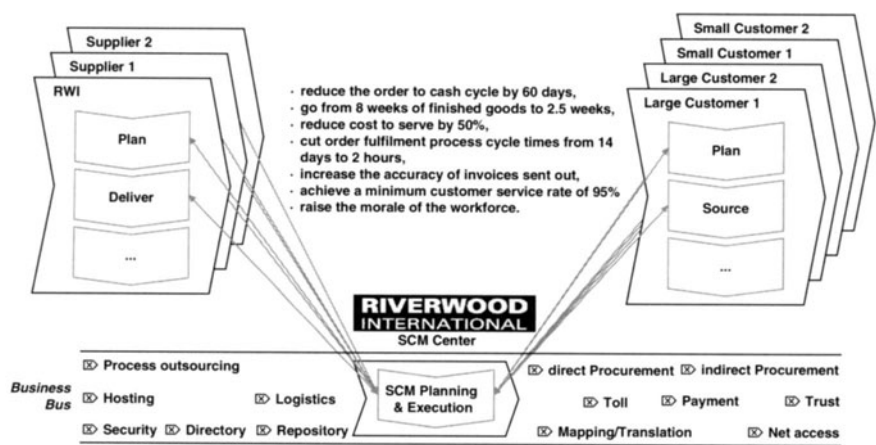 Supplier 2
Supplier 1
RWI
Plan
Deliver
...
· reduce the order to cash cycle by 60 days,
· go from 8 weeks of finished goods to 2.5 weeks,
· reduce cost to serve by 50%,
· cut order fulfilment process cycle times from 14
days to 2 hours,
· increase the accuracy of invoices sent out,
· achieve a minimum customer service rate of 95%
· raise the morale of the workforce.
Small Customer 2
Small Customer 1
Large Customer 2
Large Customer 1
Plan
Source
...
RIVERWOOD
INTERNATIONAL
SCM Center
Business
Bus
Process outsourcing
Hosting
Logistics
Security
Directory
Repository
SCM Planning
& Execution
direct Procurement
indirect Procurement
Toll
Payment
Trust
Mapping/Translation
Net access